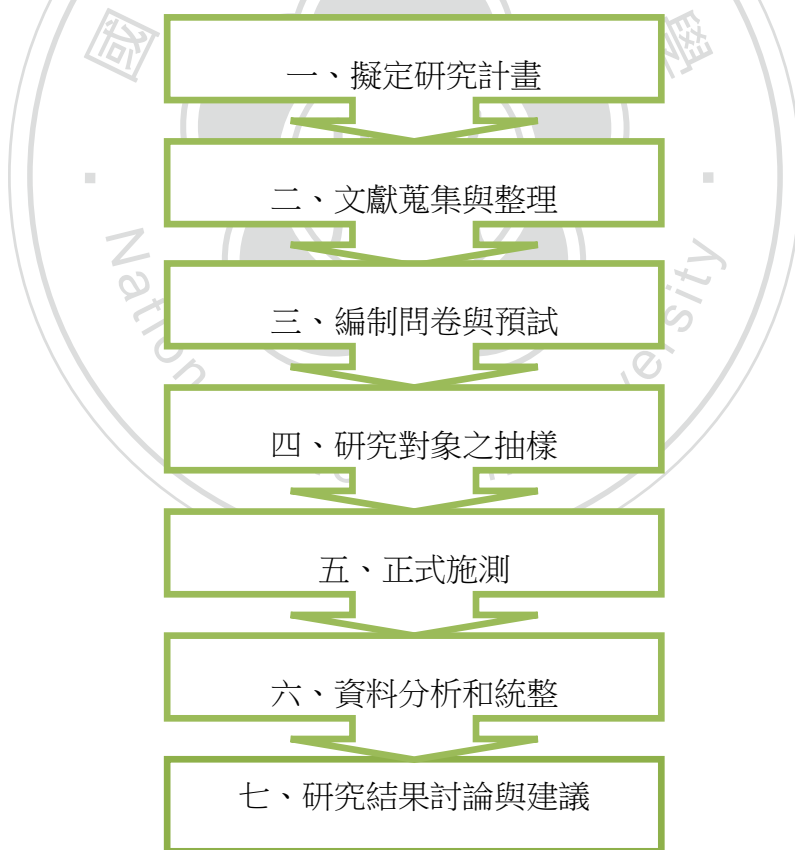 國
學
一、擬定研究計畫
二、文獻蒐集與整理
三、編制問卷與預試
四、研究對象之抽樣
五、正式施測
六、資料分析和統整
七、研究結果討論與建議